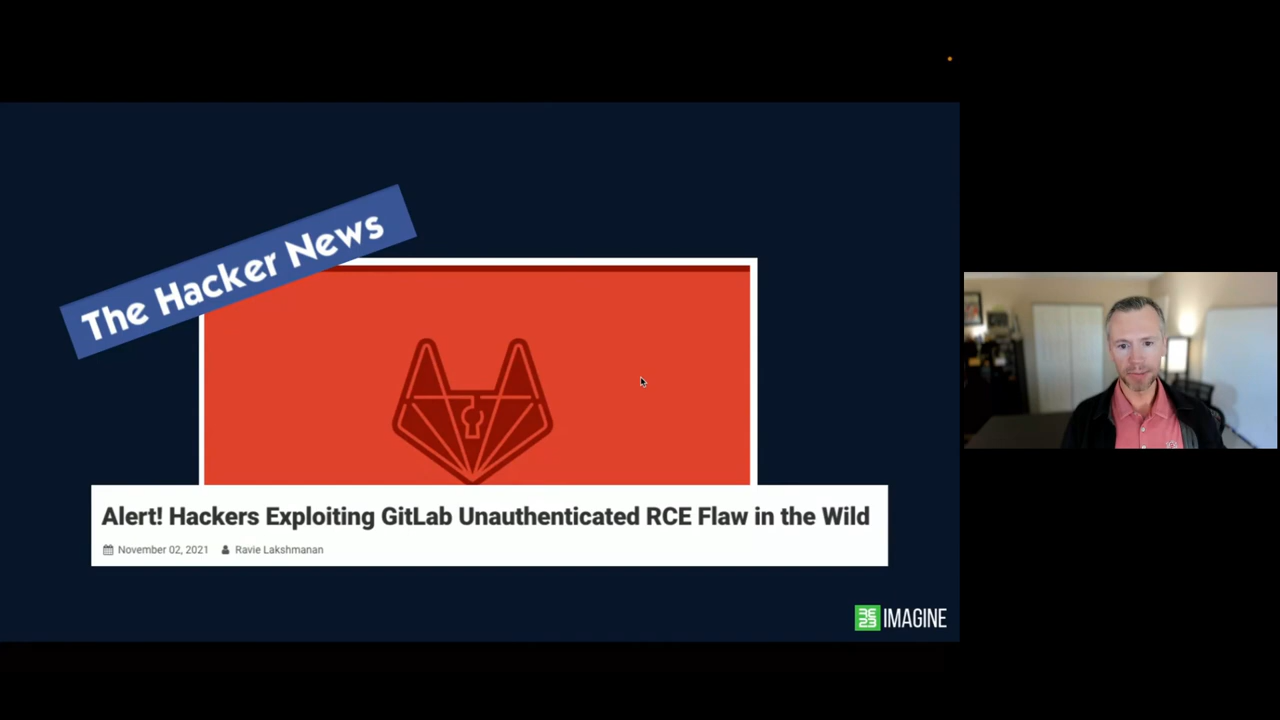 The Hacker News
Alert! Hackers Exploiting GitLab Unauthenticated RCE Flaw in the Wild
November 02, 2021 Ravie Lakshmanan
IMAGINE